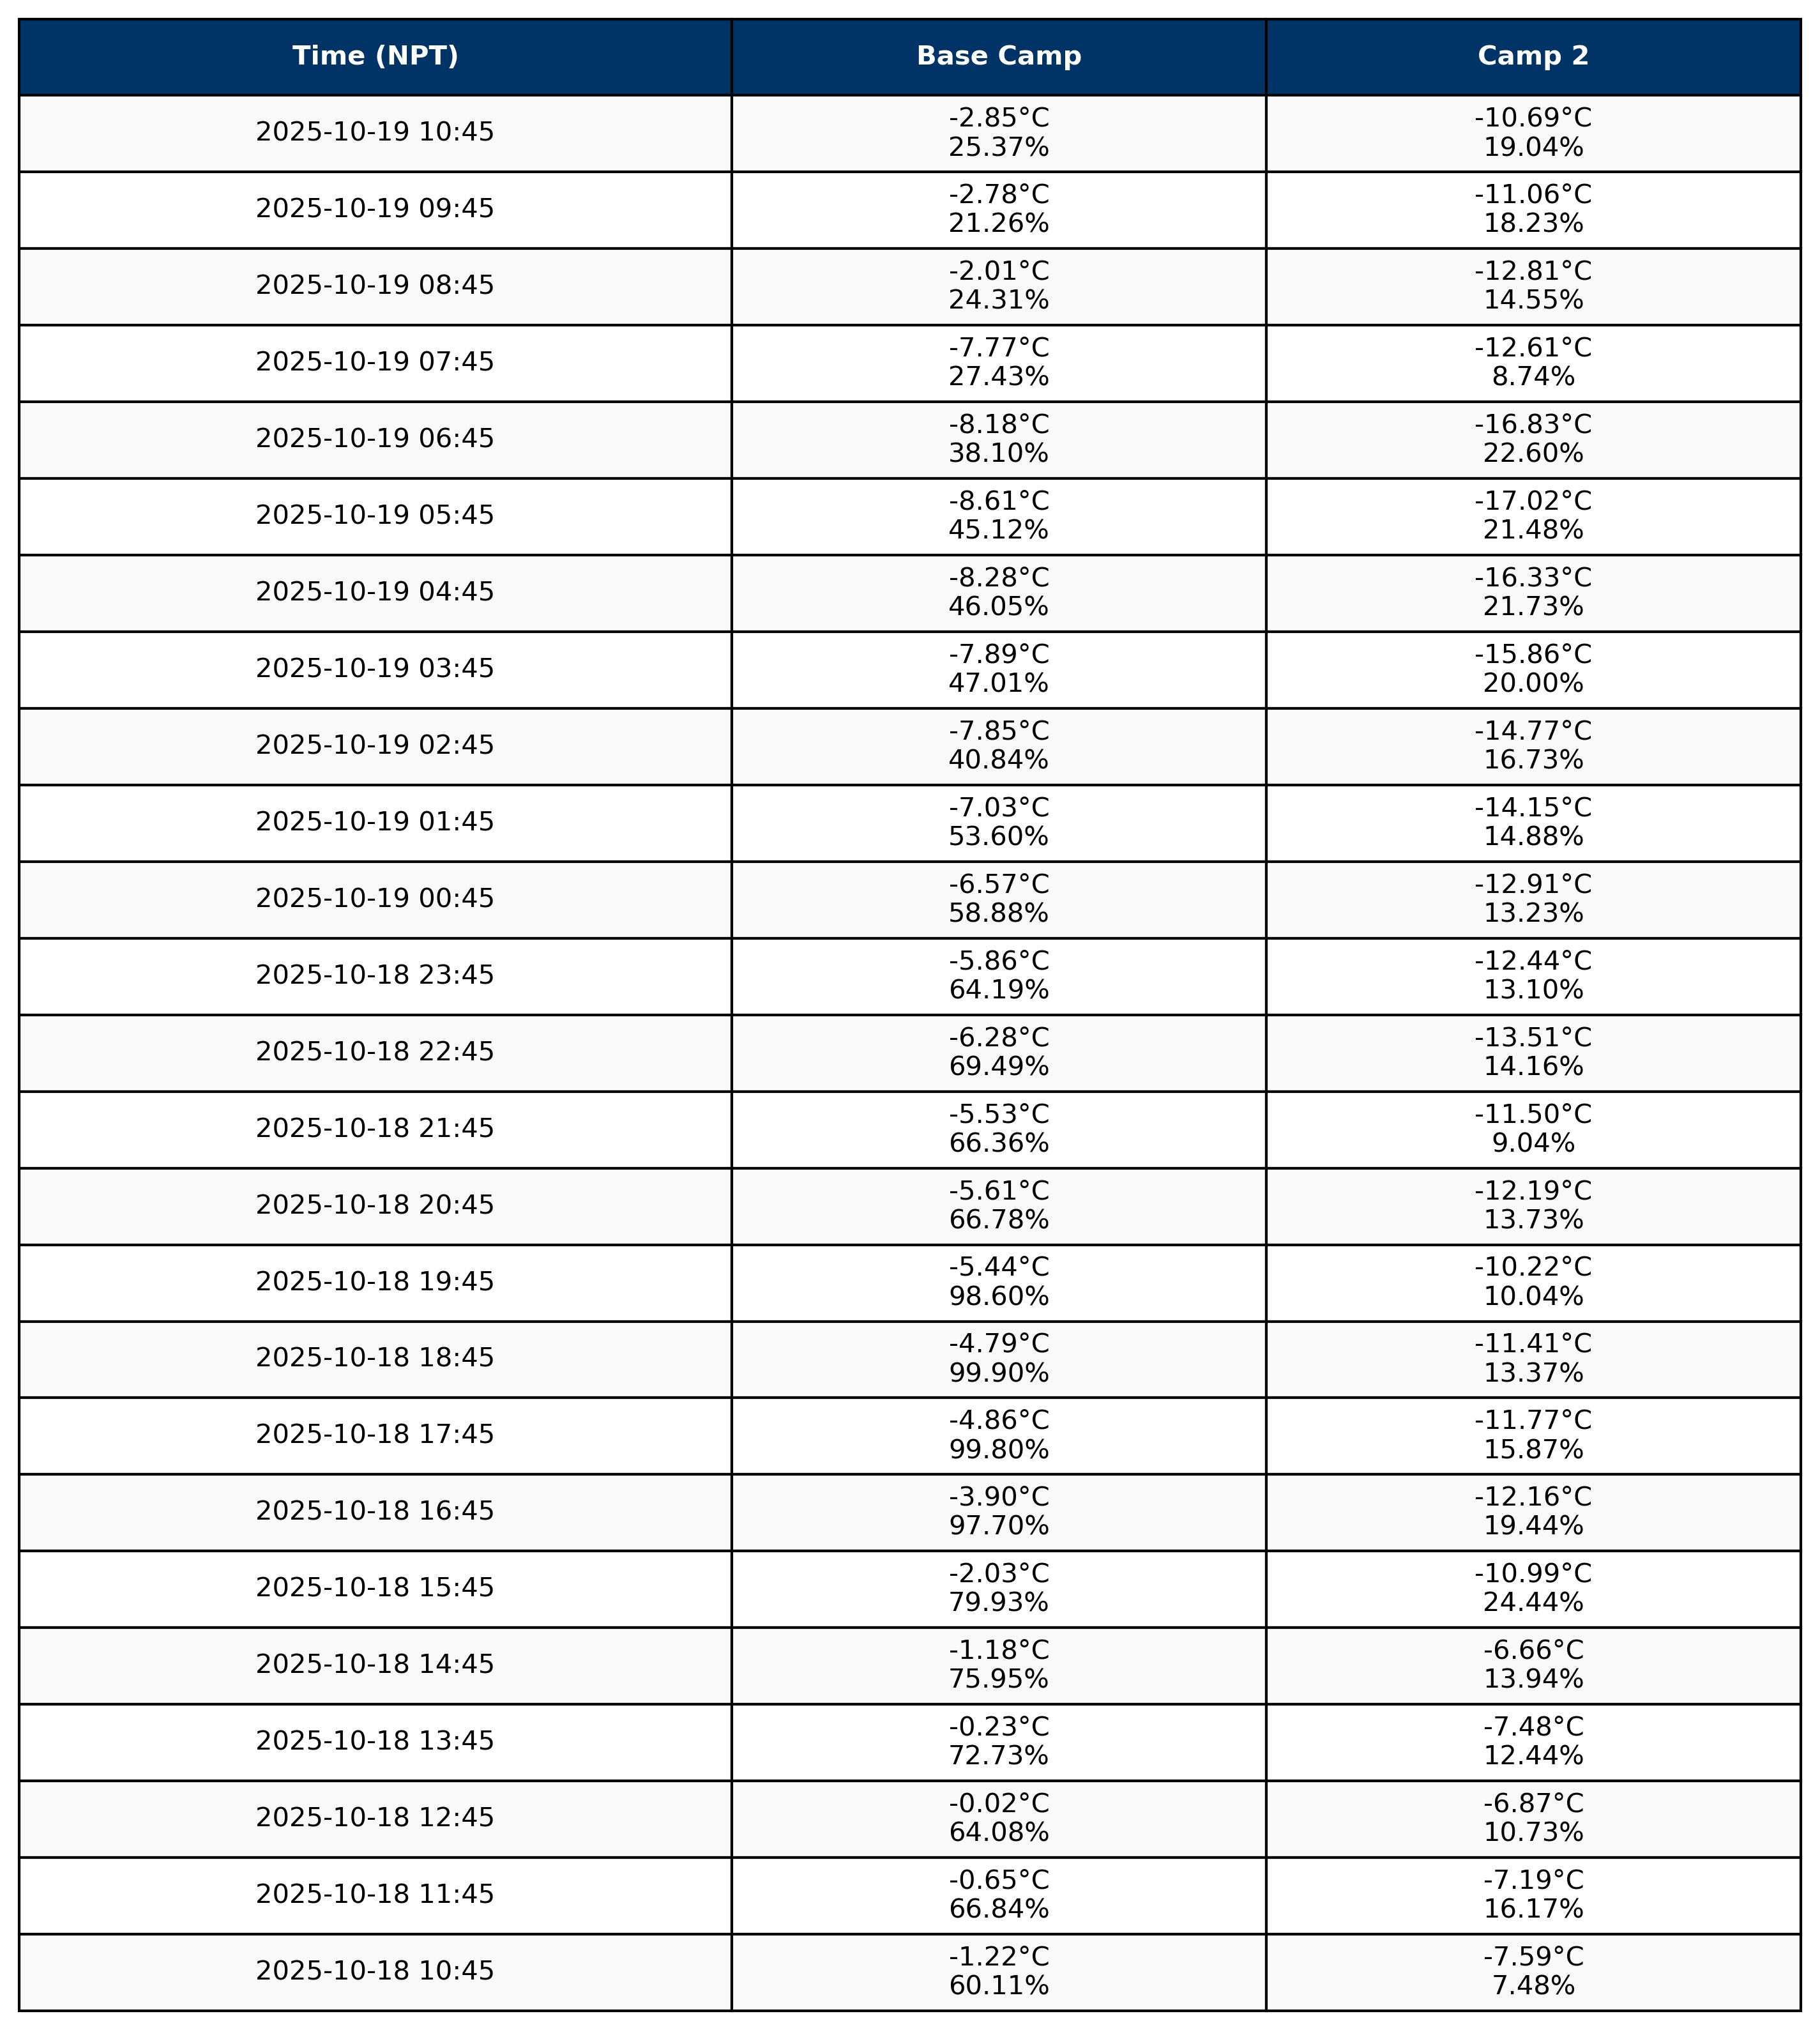 Time (NPT) Base Camp Camp 2
2025-10-19 10:45
-2.85°C
25.37%
-10.69°C
19.04%
2025-10-19 09:45
-2.78°C
21.26%
-11.06°C
18.23%
2025-10-19 08:45
-2.01°C
24.31%
-12.81°C
14.55%
2025-10-19 07:45
-7.77°C
27.43%
-12.61°C
8.74%
2025-10-19 06:45
-8.18°C
38.10%
-16.83°C
22.60%
2025-10-19 05:45
-8.61°C
45.12%
-17.02°C
21.48%
2025-10-19 04:45
-8.28°C
46.05%
-16.33°C
21.73%
2025-10-19 03:45
-7.89°C
47.01%
-15.86°C
20.00%
2025-10-19 02:45
-7.85°C
40.84%
-14.77°C
16.73%
2025-10-19 01:45
-7.03°C
53.60%
-14.15°C
14.88%
2025-10-19 00:45
-6.57°C
58.88%
-12.91°C
13.23%
2025-10-18 23:45
-5.86°C
64.19%
-12.44°C
13.10%
2025-10-18 22:45
-6.28°C
69.49%
-13.51°C
14.16%
2025-10-18 21:45
-5.53°C
66.36%
-11.50°C
9.04%
2025-10-18 20:45
-5.61°C
66.78%
-12.19°C
13.73%
2025-10-18 19:45
-5.44°C
98.60%
-10.22°C
10.04%
2025-10-18 18:45
-4.79°C
99.90%
-11.41°C
13.37%
2025-10-18 17:45
-4.86°C
99.80%
-11.77°C
15.87%
2025-10-18 16:45
-3.90°C
97.70%
-12.16°C
19.44%
2025-10-18 15:45
-2.03°C
79.93%
-10.99°C
24.44%
2025-10-18 14:45
-1.18°C
75.95%
-6.66°C
13.94%
2025-10-18 13:45
-0.23°C
72.73%
-7.48°C
12.44%
2025-10-18 12:45
-0.02°C
64.08%
-6.87°C
10.73%
2025-10-18 11:45
-0.65°C
66.84%
-7.19°C
16.17%
2025-10-18 10:45
-1.22°C
60.11%
-7.59°C
7.48%